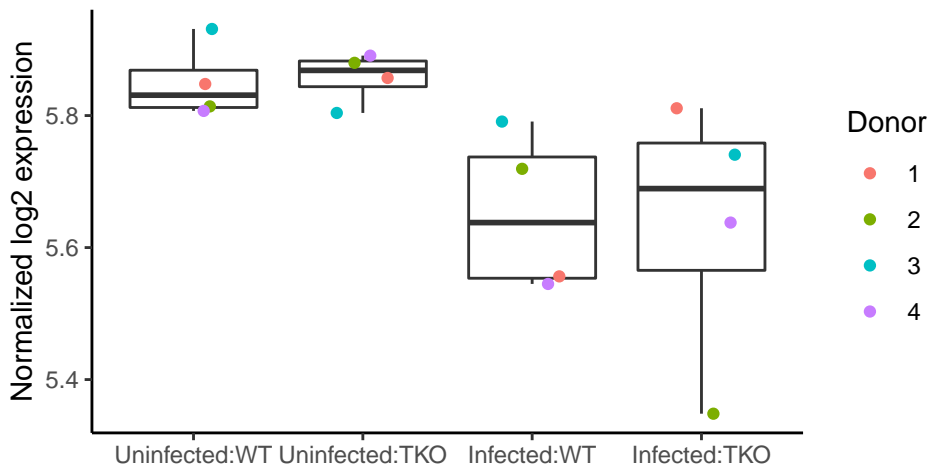 Normalized log2 expression
5.8
5.6
5.4
Uninfected:WT Uninfected:TKO Infected:WT Infected:TKO
Donor
1
2
3
4